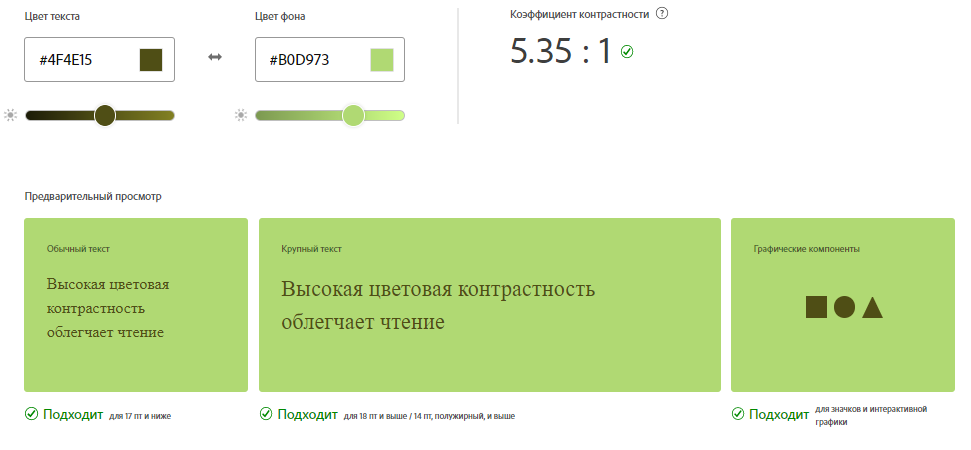 Цвет текста
Цвет фона
Коэффициент контрастности ?
#4F4E15
#B0D973
5.35 : 1
Предварительный просмотр
Обычный текст
Высокая цветовая
контрастность
облегчает чтение
Крупный текст
Высокая цветовая контрастность
облегчает чтение
Графические компоненты
Подходит для 17 пт и ниже
Подходит для 18 пт и выше / 14 пт, полужирный, и выше
Подходит для значков и интерактивной
графики